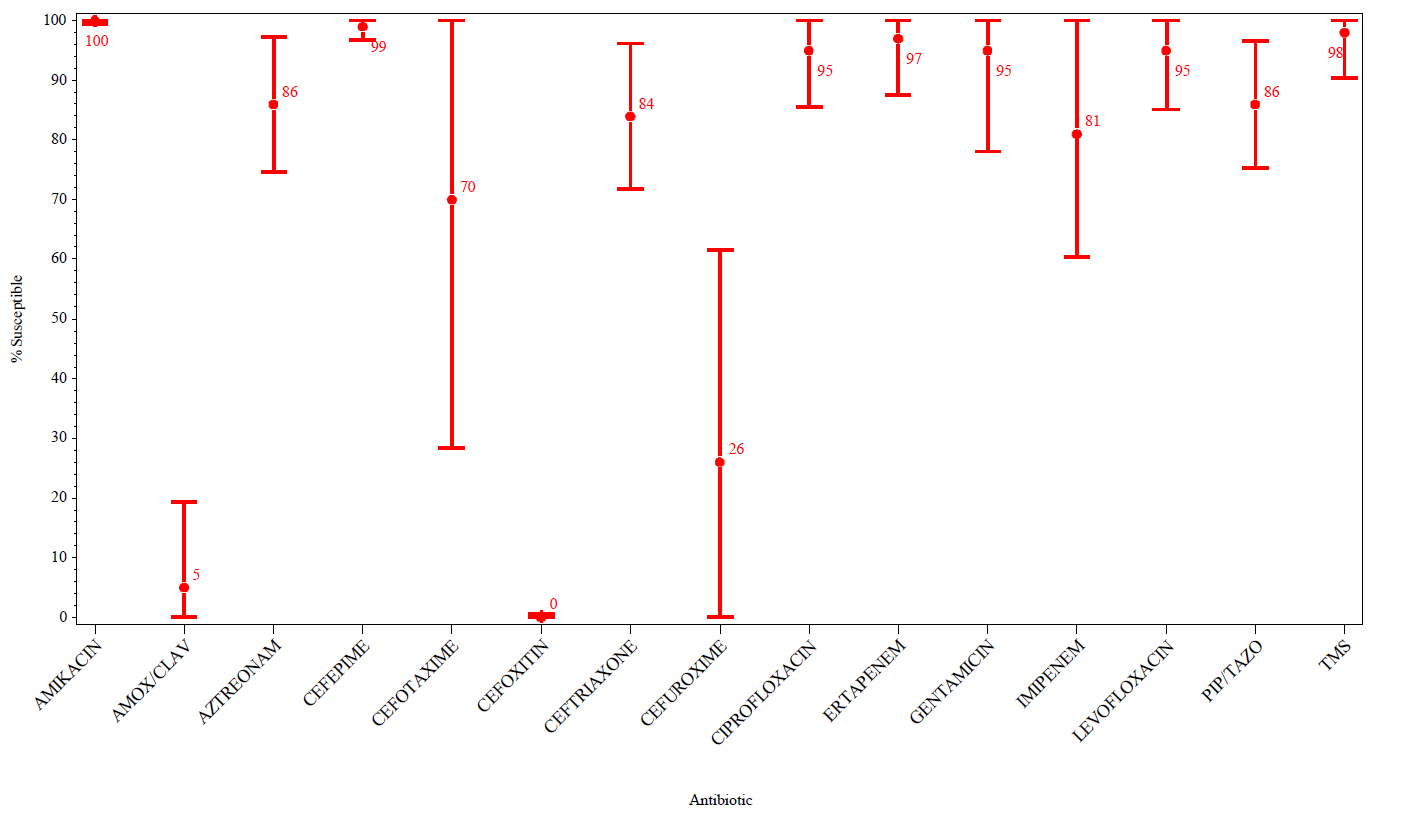 100
90
80
70
60
50
40
30
20
10
0
% Susceptible
100
5
86
99
70
0
84
26
95
97
95
81
95
86
98
AMIKACIN
AMOX/CLAV
AZTREONAM
CEFEPIME
CEFOTAXIME
CEFOXITIN
CEFTRIAXONE
CEFUROXIME
CIPROFLOXACIN
ERTAPENEM
GENTAMICIN
IMIPENEM
LEVOFLOXACIN
PIP/TAZO
TMS
Antibiotic